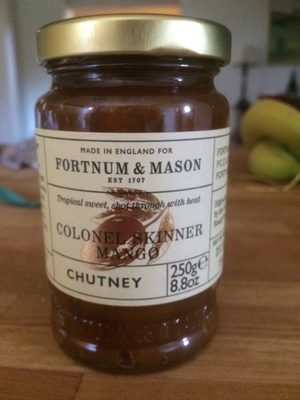 MADE IN ENGLAND FOR
FORTNUM & MASON
EST 1707
Tropical sweet, shot through with heat
COLONEL SKINNER
MANGO
CHUTNEY
250g℮
8.8oz